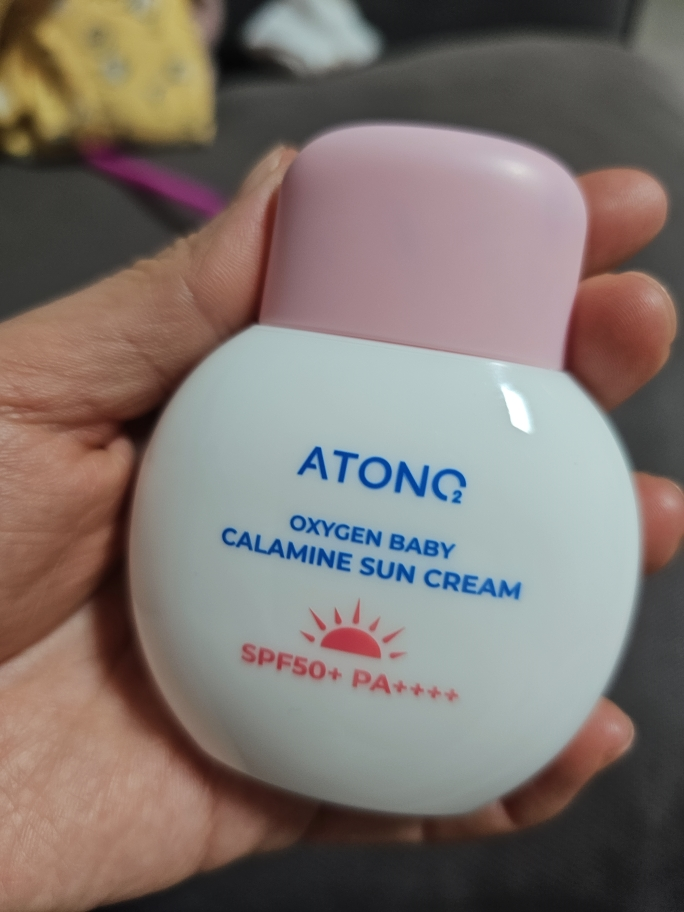 ATONO2
OXYGEN BABY
CALAMINE SUN CREAM
SPF50+ PA++++